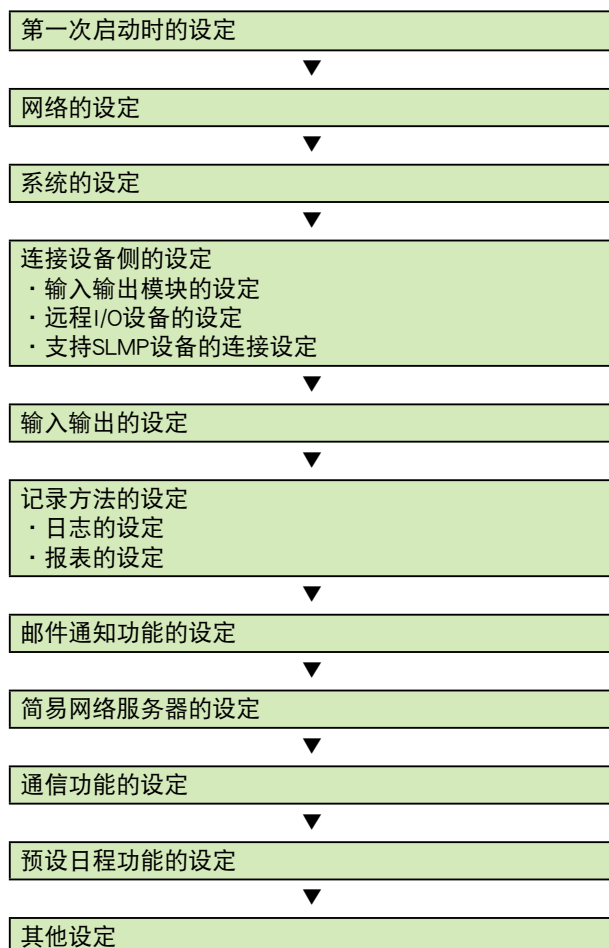 第一次启动时的设定
▼
网络的设定
▼
系统的设定
▼
连接设备侧的设定
・输入输出模块的设定
・远程I/O设备的设定
・支持SLMP设备的连接设定
▼
输入输出的设定
▼
记录方法的设定
・日志的设定
・报表的设定
▼
邮件通知功能的设定
▼
简易网络服务器的设定
▼
通信功能的设定
▼
预设日程功能的设定
▼
其他设定